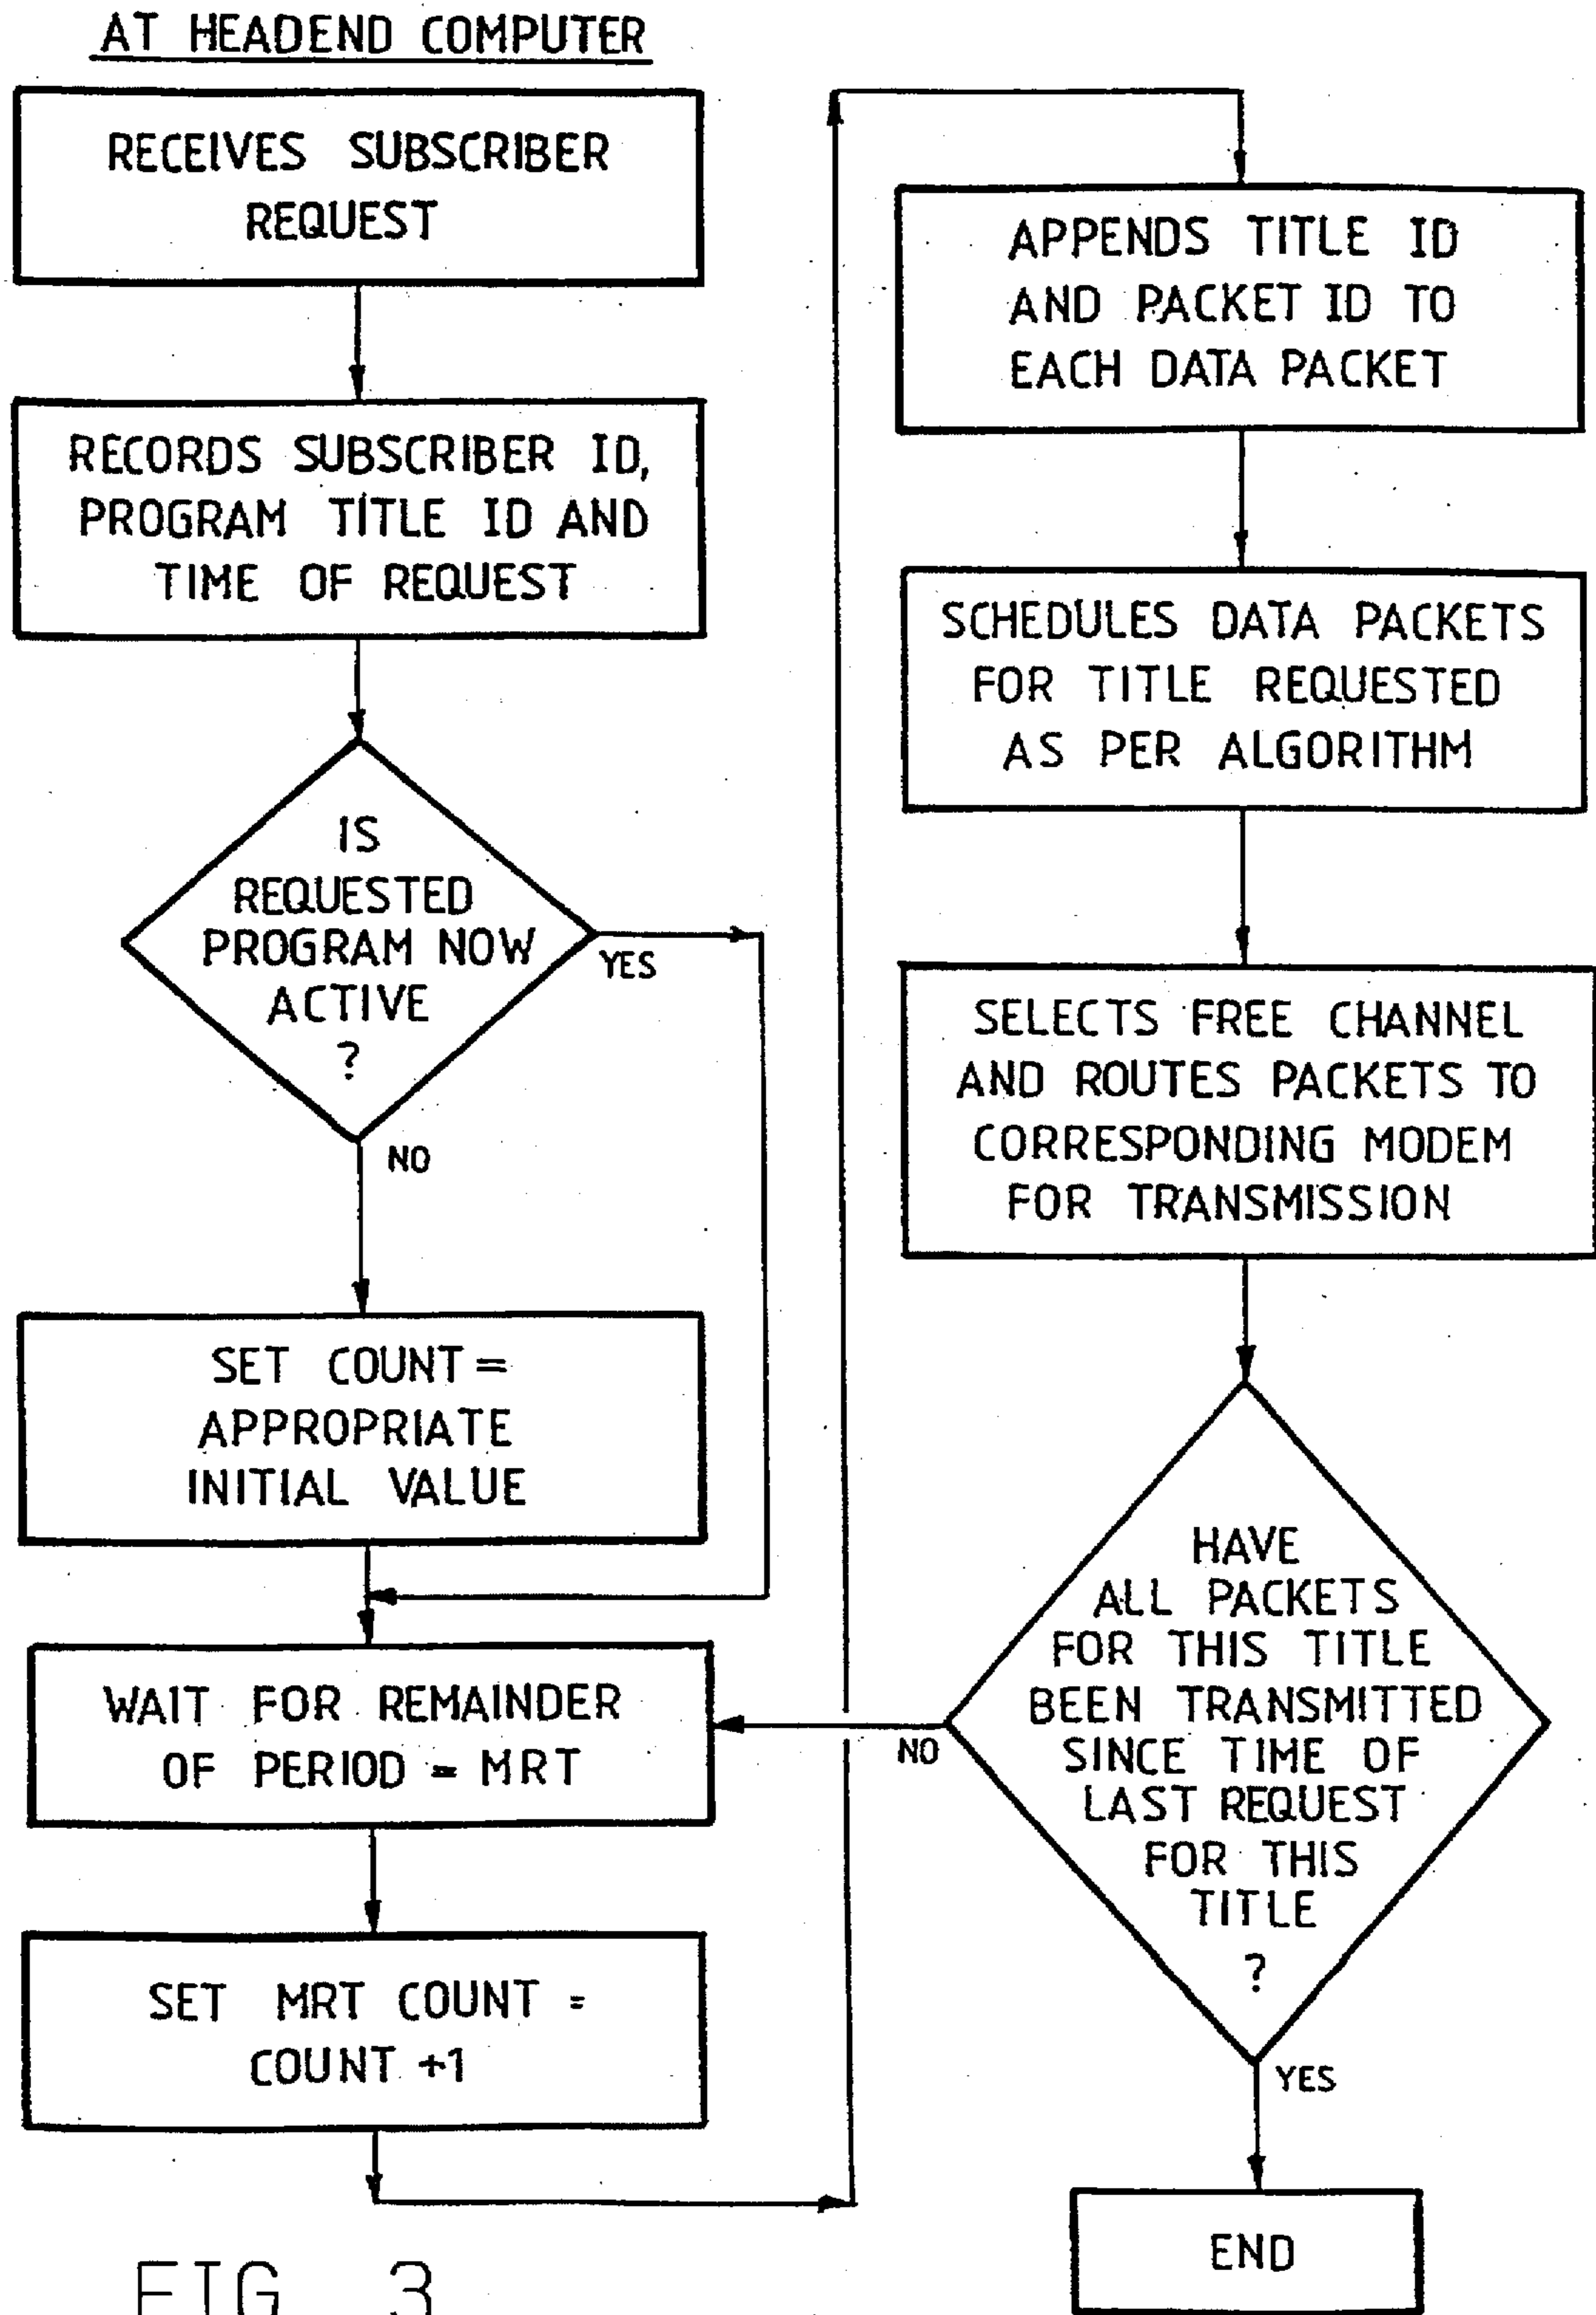 AT HEADEND COMPUTER
RECEIVES SUBSCRIBER
REQUEST
RECORDS SUBSCRIBER ID,
PROGRAM TITLE ID AND
TIME OF REQUEST
IS
REQUESTED
PROGRAM NOW
ACTIVE
?
YES
NO
SET COUNT =
APPROPRIATE
INITIAL VALUE
WAIT FOR REMAINDER
OF PERIOD = MRT
SET MRT COUNT =
COUNT +1
APPENDS TITLE ID
AND PACKET ID TO
EACH DATA PACKET
SCHEDULES DATA PACKETS
FOR TITLE REQUESTED
AS PER ALGORITHM
SELECTS FREE CHANNEL
AND ROUTES PACKETS TO
CORRESPONDING MODEM
FOR TRANSMISSION
HAVE
ALL PACKETS
FOR THIS TITLE
BEEN TRANSMITTED
SINCE TIME OF
LAST REQUEST
FOR THIS
TITLE
?
NO
YES
END
FIG 3